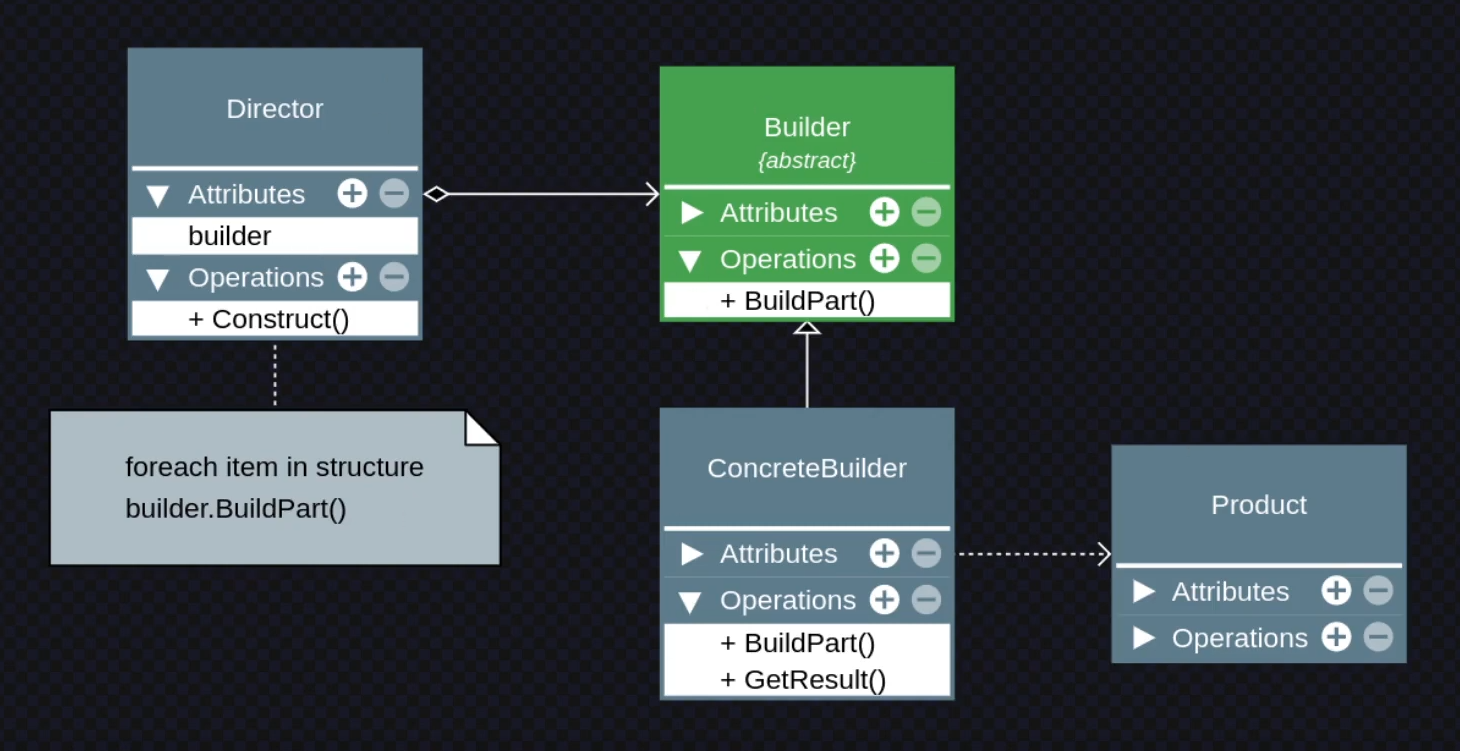 Director
Attributes
builder
Operations
+ Construct()
foreach item in structure
builder.BuildPart()
Builder
{abstract}
Attributes
Operations
+ BuildPart()
ConcreteBuilder
Attributes
Operations
+ BuildPart()
+ GetResult()
Product
Attributes
Operations